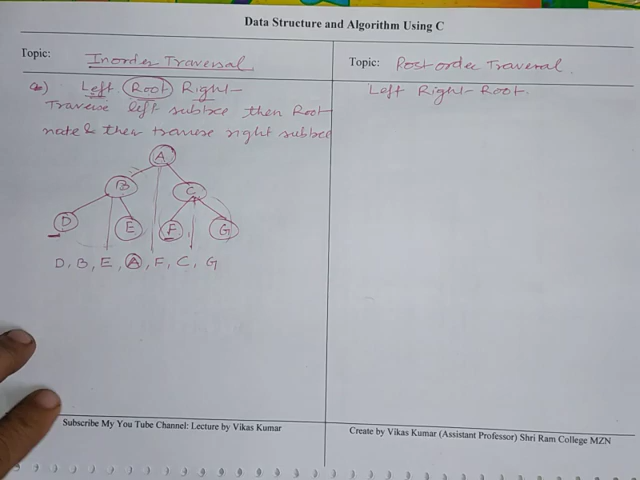 Data Structure and Algorithm Using C
Topic: Inorder Traversal
Left Root Right
Traverse left subtree then Root
node & then traverse right subtree
A
B C
D E F G
D, B, E, A, F, C, G
Subscribe My You Tube Channel: Lecture by Vikas Kumar
Topic: Post-order Traversal
Left Right Root.
Create by Vikas Kumar (Assistant Professor) Shri Ram College MZN